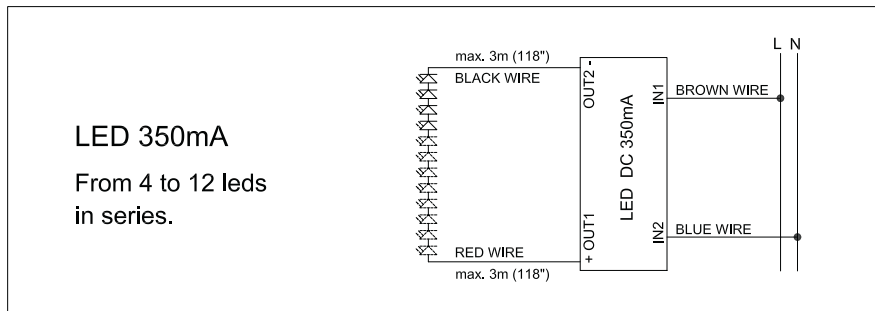 LED 350mA
From 4 to 12 leds
in series.
max. 3m (118")
BLACK WIRE
RED WIRE
max. 3m (118")
OUT2 -
+ OUT1
LED DC 350mA
IN1
IN2
BROWN WIRE
BLUE WIRE
L N